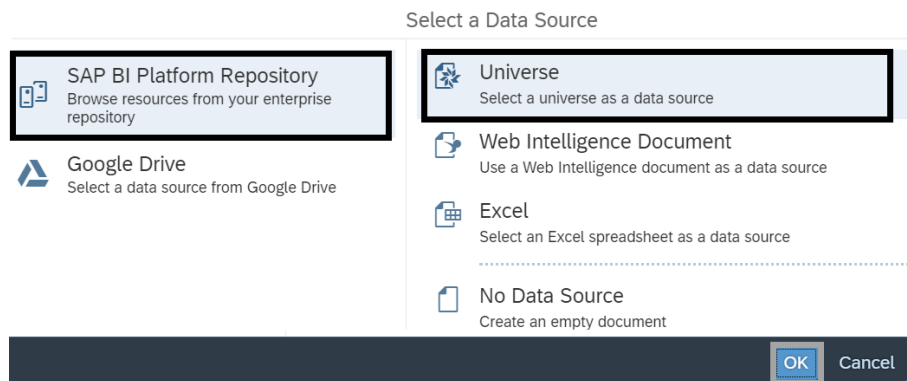 Select a Data Source
SAP BI Platform Repository
Browse resources from your enterprise
repository
Google Drive
Select a data source from Google Drive
Universe
Select a universe as a data source
Web Intelligence Document
Use a Web Intelligence document as a data source
Excel
Select an Excel spreadsheet as a data source
No Data Source
Create an empty document
OK Cancel